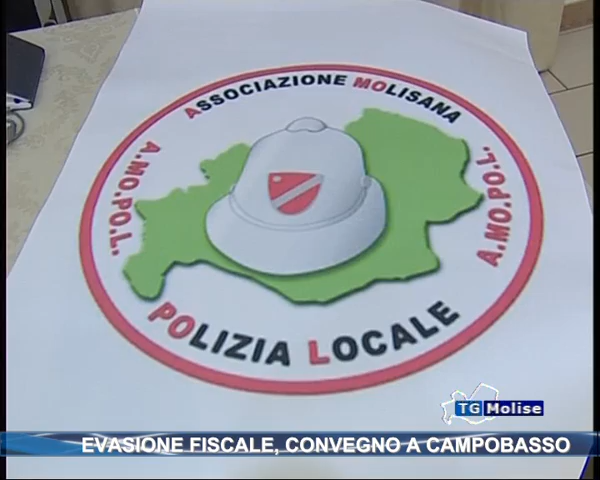 ASSOCIAZIONE MOLISANA
A.MO.PO.L.
A.MO.PO.L.
POLIZIA LOCALE
TG Molise
EVASIONE FISCALE, CONVEGNO A CAMPOBASSO